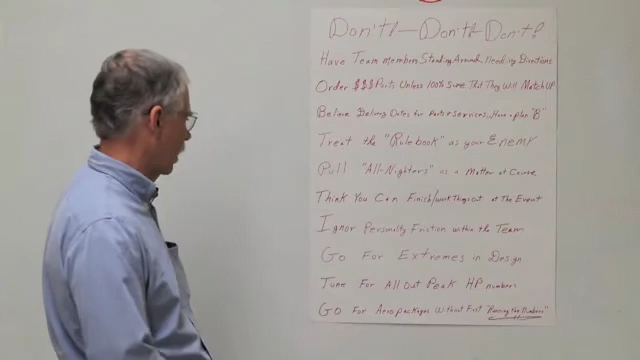 Don't!—Don't!-Don't!
Have Team members Standing Around, Needing Directions
Order $$$ Parts Unless 100% Sure That They Will Match UP
Believe Delivery Dates for Parts & Services, Have a plan "B"
Treat the "Rulebook" as your Enemy
Pull "All-Nighters" as a Matter of Course
Think You Can Finish/work Things out at The Event
Ignor Personality Friction within the Team
Go For Extremes in Design
Tune For All Out Peak HP numbers
Go For Aero packages Without First "Running the Numbers"